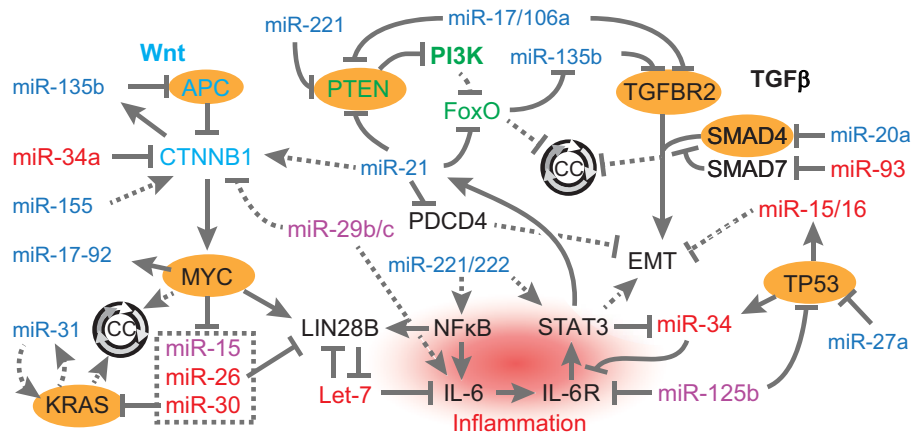 miR-221
miR-17/106a
Wnt
PI3K
miR-135b
TGFβ
miR-135b
APC
PTEN
TGFBR2
FoxO
SMAD4
miR-20a
miR-34a
CTNNB1
miR-21
CC
SMAD7
miR-93
miR-155
PDCD4
miR-15/16
miR-29b/c
miR-17-92
MYC
miR-221/222
EMT
TP53
miR-31
CC
LIN28B
NFκB
STAT3
miR-34
miR-27a
miR-15
miR-26
Let-7
IL-6
IL-6R
miR-125b
KRAS
miR-30
Inflammation